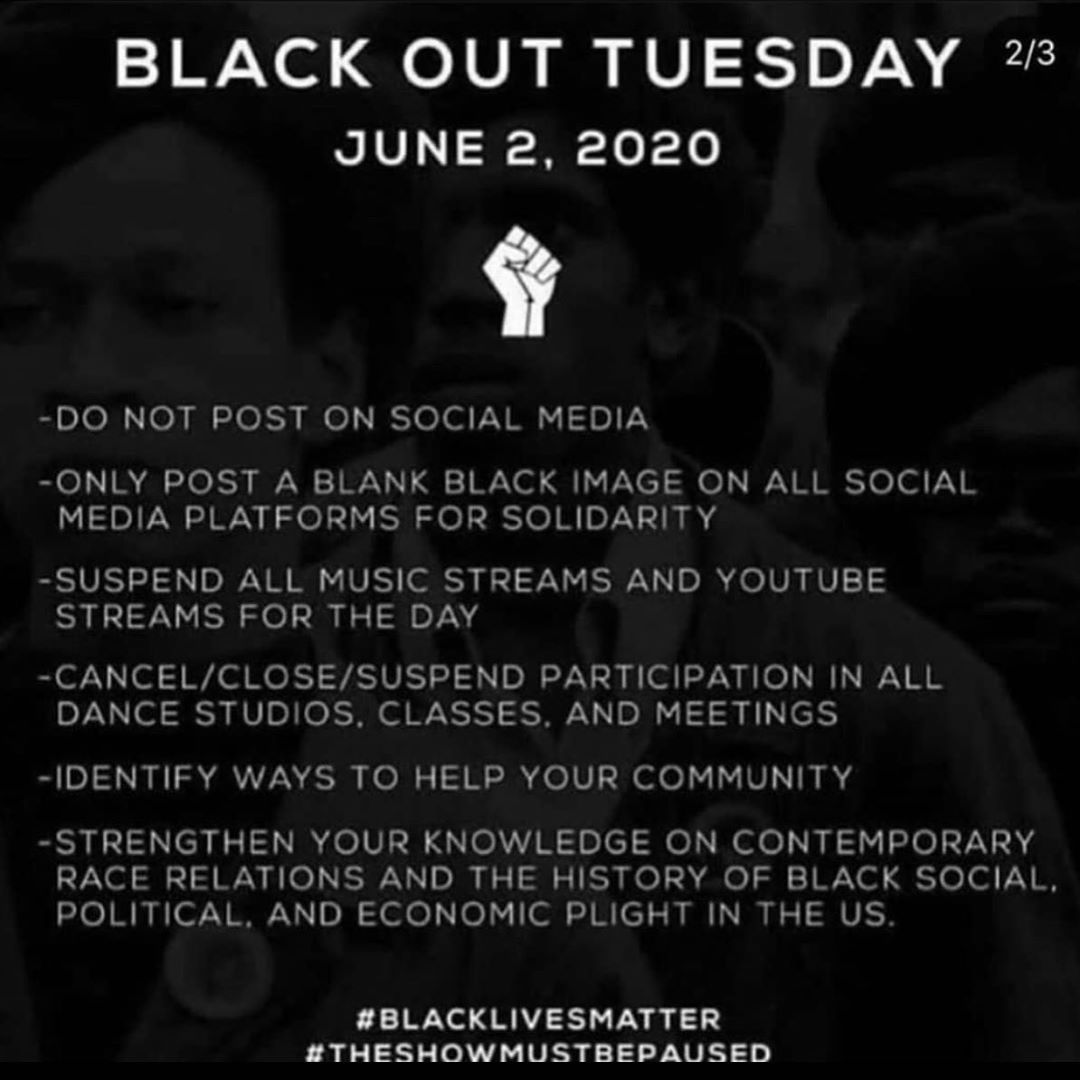 BLACK OUT TUESDAY
2/3
JUNE 2, 2020
-DO NOT POST ON SOCIAL MEDIA
-ONLY POST A BLANK BLACK IMAGE ON ALL SOCIAL
MEDIA PLATFORMS FOR SOLIDARITY
-SUSPEND ALL MUSIC STREAMS AND YOUTUBE
STREAMS FOR THE DAY
-CANCEL/CLOSE/SUSPEND PARTICIPATION IN ALL
DANCE STUDIOS, CLASSES, AND MEETINGS
-IDENTIFY WAYS TO HELP YOUR COMMUNITY
-STRENGTHEN YOUR KNOWLEDGE ON CONTEMPORARY
RACE RELATIONS AND THE HISTORY OF BLACK SOCIAL,
POLITICAL, AND ECONOMIC PLIGHT IN THE US.
#BLACKLIVESMATTER
#THESHOWMUSTBEPAUSED